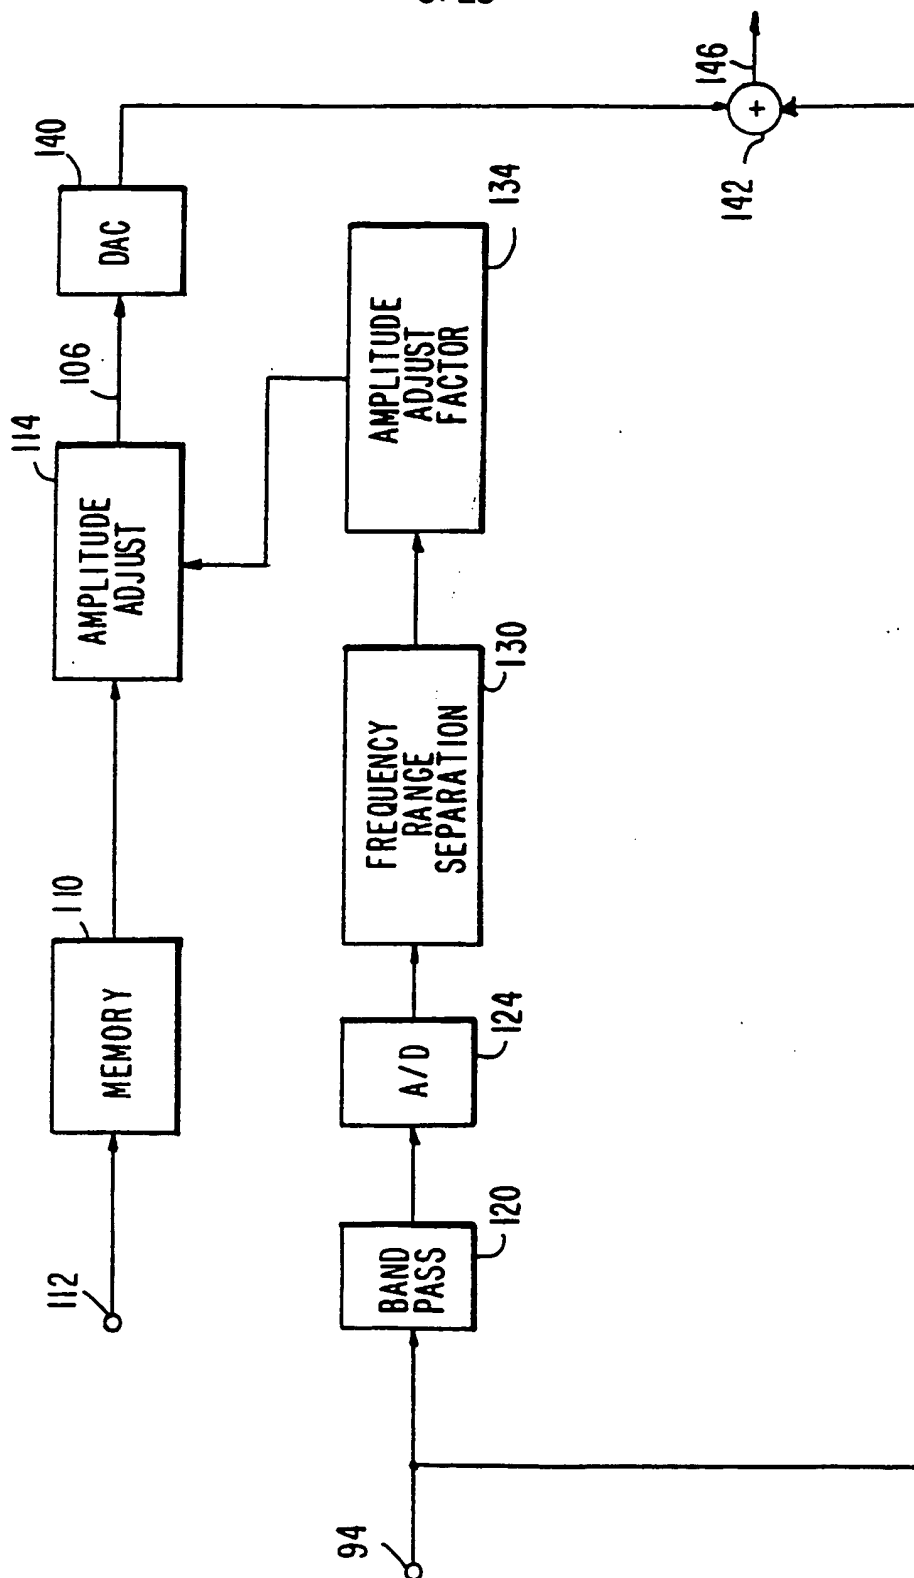 112
MEMORY
110
AMPLITUDE
ADJUST
114
106
DAC
140
94
BAND
PASS
120
A/D
124
FREQUENCY
RANGE
SEPARATION
130
AMPLITUDE
ADJUST
FACTOR
134
+
142
146